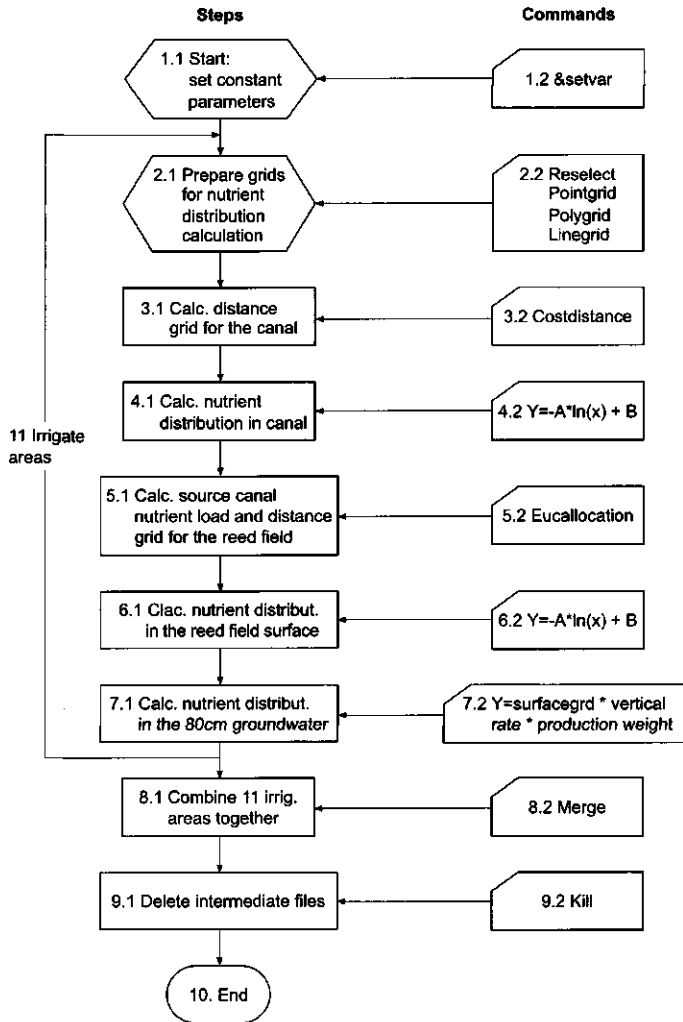 Steps
Commands
1.1 Start:
set constant
parameters
1.2 &setvar
2.1 Prepare grids
for nutrient
distribution
calculation
2.2 Reselect
Pointgrid
Polygrid
Linegrid
3.1 Calc. distance
grid for the canal
3.2 Costdistance
4.1 Calc. nutrient
distribution in canal
4.2 Y=-A*ln(x) + B
11 Irrigate
areas
5.1 Calc. source canal
nutrient load and distance
grid for the reed field
5.2 Eucallocation
6.1 Clac. nutrient distribut.
in the reed field surface
6.2 Y=-A*ln(x) + B
7.1 Calc. nutrient distribut.
in the 80cm groundwater
7.2 Y=surfacegrd * vertical
rate * production weight
8.1 Combine 11 irrig.
areas together
8.2 Merge
9.1 Delete intermediate files
9.2 Kill
10. End